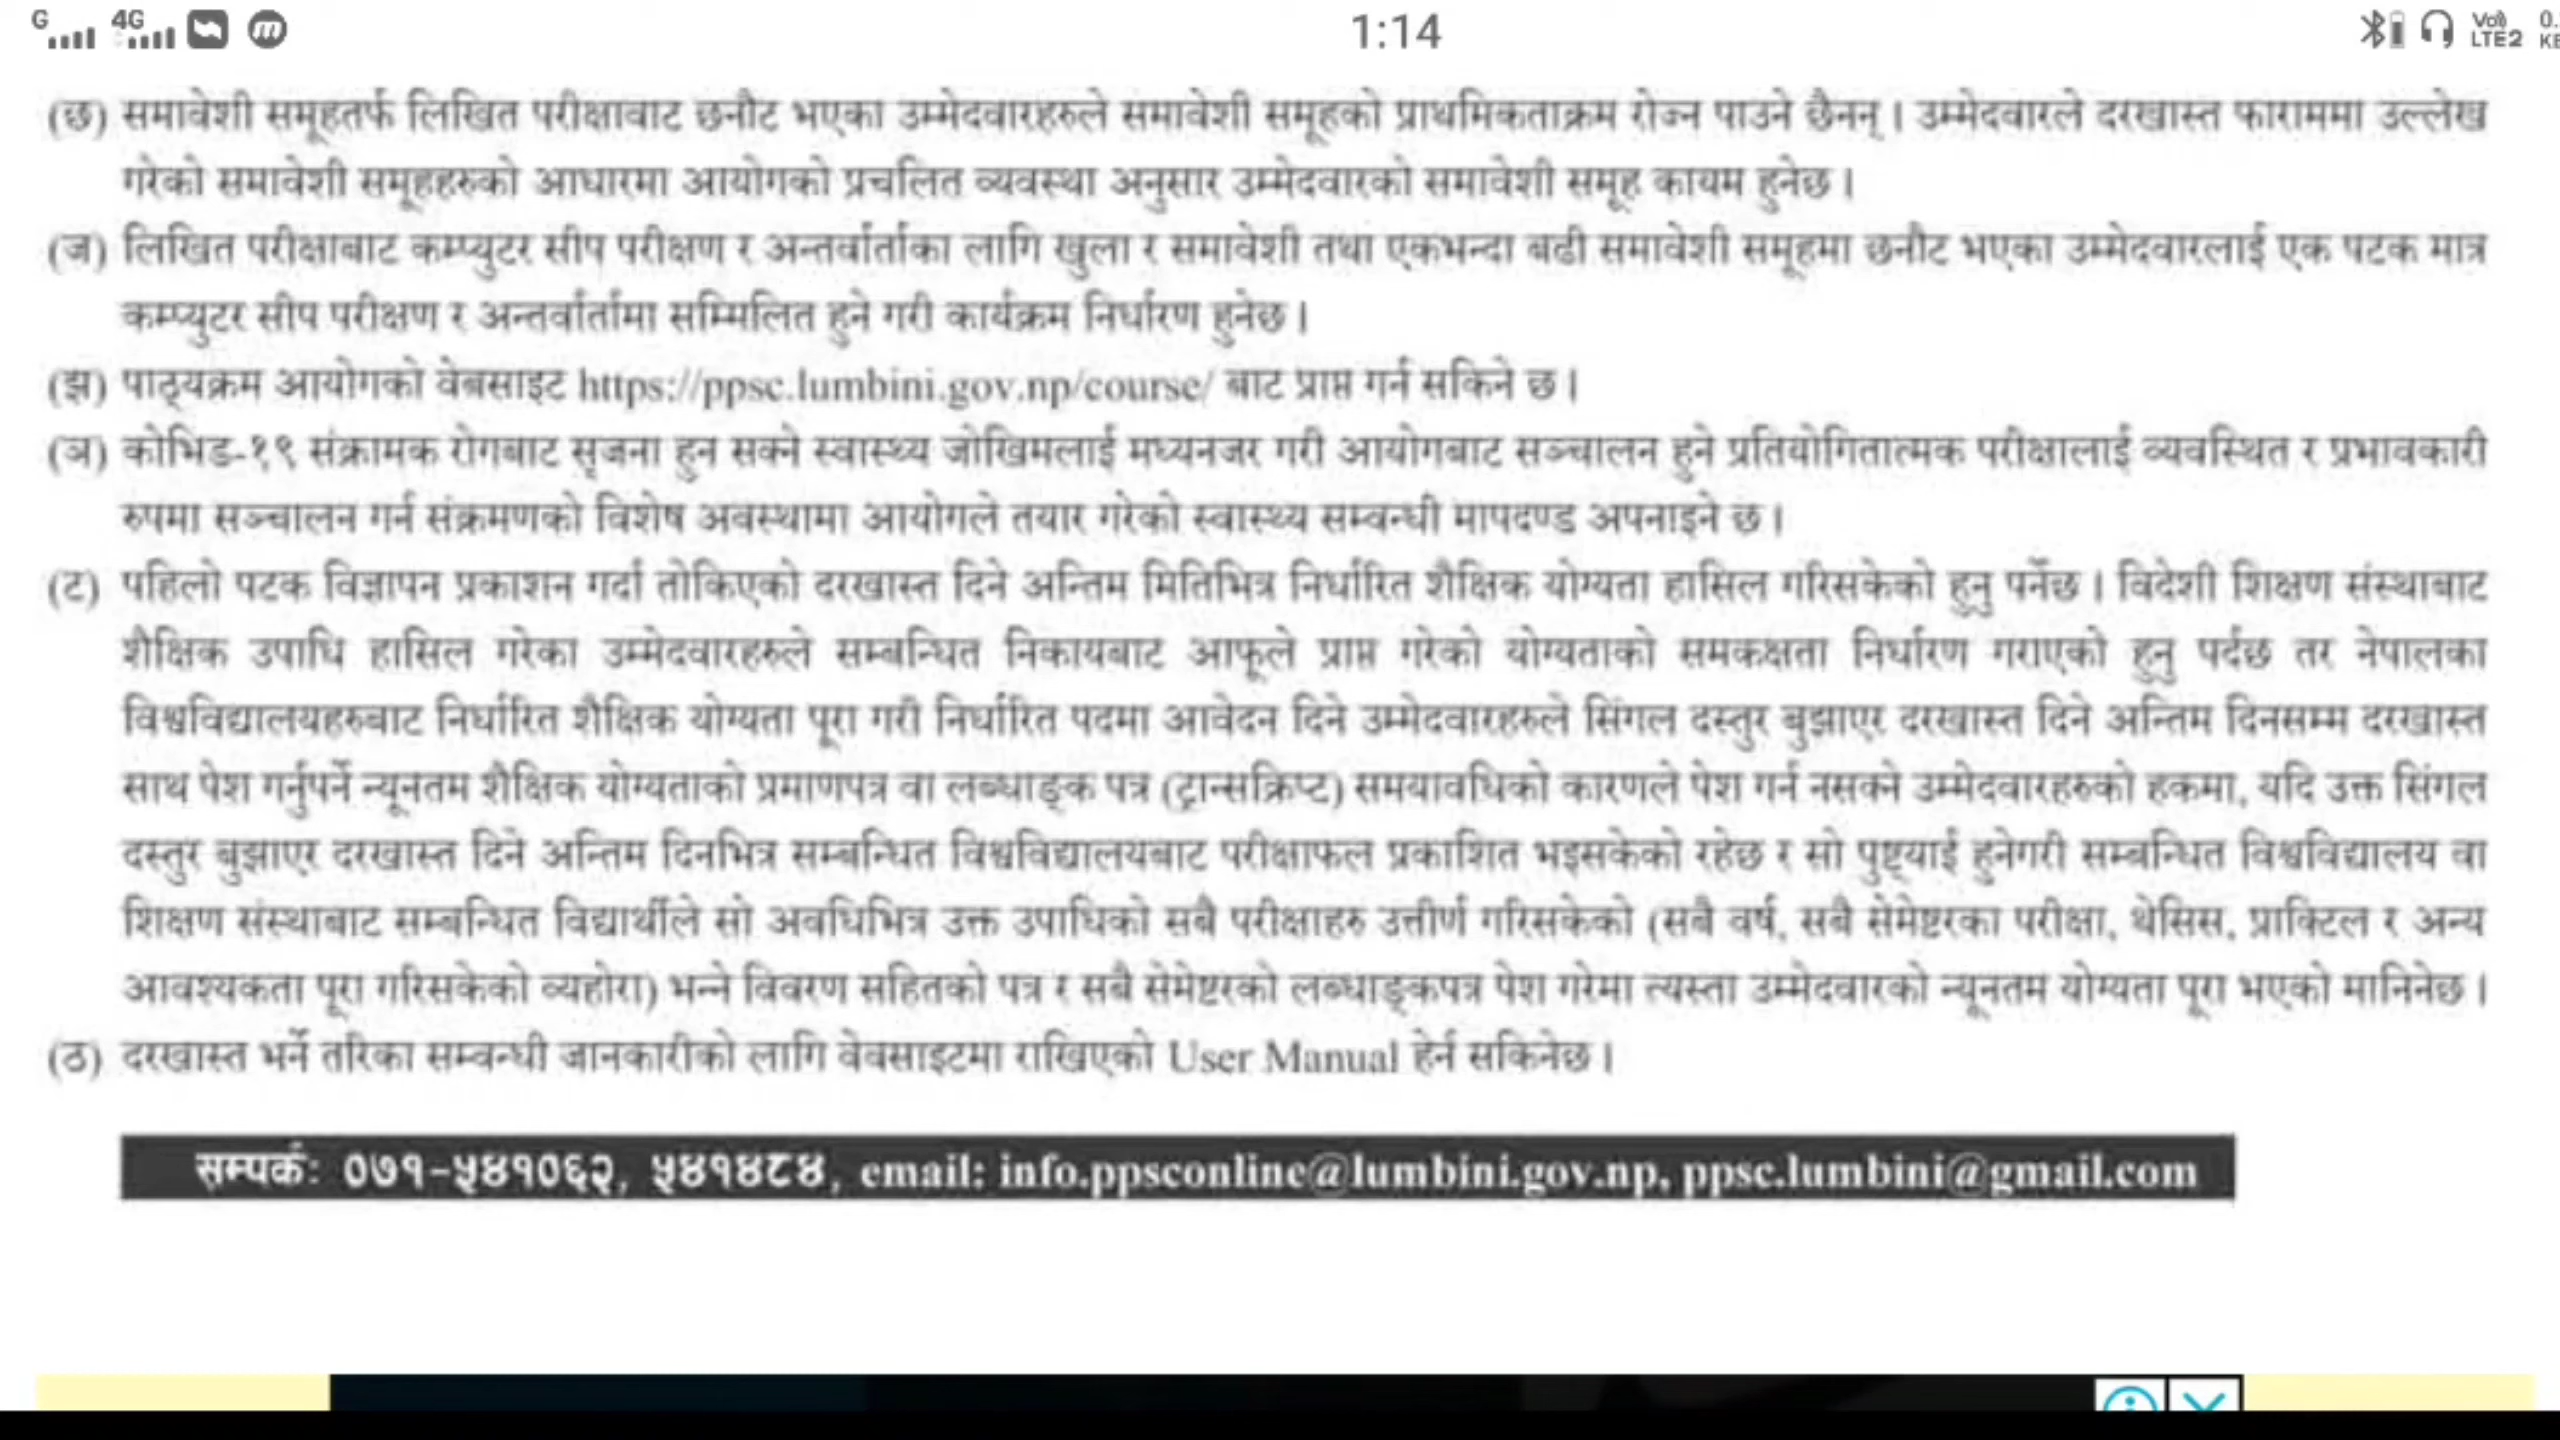 G 4G 1:14 Vo) LTE2 0. KB
(छ) समावेशी समूहतर्फ लिखित परीक्षावाट छनौट भएका उम्मेदवारहरुले समावेशी समूहको प्राथमिकताक्रम रोज्न पाउने छैनन् । उम्मेदवारले दरखास्त फाराममा उल्लेख
गरेको समावेशी समूहहरुको आधारमा आयोगको प्रचलित व्यवस्था अनुसार उम्मेदवारको समावेशी समूह कायम हुनेछ ।
(ज) लिखित परीक्षाबाट कम्प्युटर सीप परीक्षण र अन्तर्वार्ताका लागि खुला र समावेशी तथा एकभन्दा बढी समावेशी समूहमा छनौट भएका उम्मेदवारलाई एक पटक मात्र
कम्प्युटर सीप परीक्षण र अन्तर्वार्तामा सम्मिलित हुने गरी कार्यक्रम निर्धारण हुनेछ ।
(झ) पाठ्यक्रम आयोगको वेबसाइट https://ppsc.lumbini.gov.np/course/ बाट प्राप्त गर्न सकिने छ ।
(ञ) कोभिड-१९ संक्रामक रोगबाट सृजना हुन सक्ने स्वास्थ्य जोखिमलाई मध्यनजर गरी आयोगबाट सञ्चालन हुने प्रतियोगितात्मक परीक्षालाई व्यवस्थित र प्रभावकारी
रुपमा सञ्चालन गर्न संक्रमणको विशेष अवस्थामा आयोगले तयार गरेको स्वास्थ्य सम्वन्धी मापदण्ड अपनाइने छ ।
(ट) पहिलो पटक विज्ञापन प्रकाशन गर्दा तोकिएको दरखास्त दिने अन्तिम मितिभित्र निर्धारित शैक्षिक योग्यता हासिल गरिसकेको हुनु पर्नेछ । विदेशी शिक्षण संस्थाबाट
शैक्षिक उपाधि हासिल गरेका उम्मेदवारहरुले सम्बन्धित निकायबाट आफूले प्राप्त गरेको योग्यताको समकक्षता निर्धारण गराएको हुनु पर्दछ तर नेपालका
विश्वविद्यालयहरुबाट निर्धारित शैक्षिक योग्यता पूरा गरी निर्धारित पदमा आवेदन दिने उम्मेदवारहरुले सिंगल दस्तुर बुझाएर दरखास्त दिने अन्तिम दिनसम्म दरखास्त
साथ पेश गर्नुपर्ने न्यूनतम शैक्षिक योग्यताको प्रमाणपत्र वा लब्धाङ्क पत्र (ट्रान्सक्रिप्ट) समयावधिको कारणले पेश गर्न नसक्ने उम्मेदवारहरुको हकमा, यदि उक्त सिंगल
दस्तुर बुझाएर दरखास्त दिने अन्तिम दिनभित्र सम्बन्धित विश्वविद्यालयबाट परीक्षाफल प्रकाशित भइसकेको रहेछ र सो पुष्ट्याई हुनेगरी सम्बन्धित विश्वविद्यालय वा
शिक्षण संस्थाबाट सम्बन्धित विद्यार्थीले सो अवधिभित्र उक्त उपाधिको सबै परीक्षाहरु उत्तीर्ण गरिसकेको (सबै वर्ष, सबै सेमेष्टरका परीक्षा, थेसिस, प्राक्टिल र अन्य
आवश्यकता पूरा गरिसकेको व्यहोरा) भन्ने विवरण सहितको पत्र र सबै सेमेष्टरको लब्धाङ्कपत्र पेश गरेमा त्यस्ता उम्मेदवारको न्यूनतम योग्यता पूरा भएको मानिनेछ ।
(ठ) दरखास्त भर्ने तरिका सम्वन्धी जानकारीको लागि वेवसाइटमा राखिएको User Manual हेर्न सकिनेछ ।
सम्पर्क: ०७१-५४१०६२, ५४१४८४, email: info.ppsconline@lumbini.gov.np, ppsc.lumbini@gmail.com